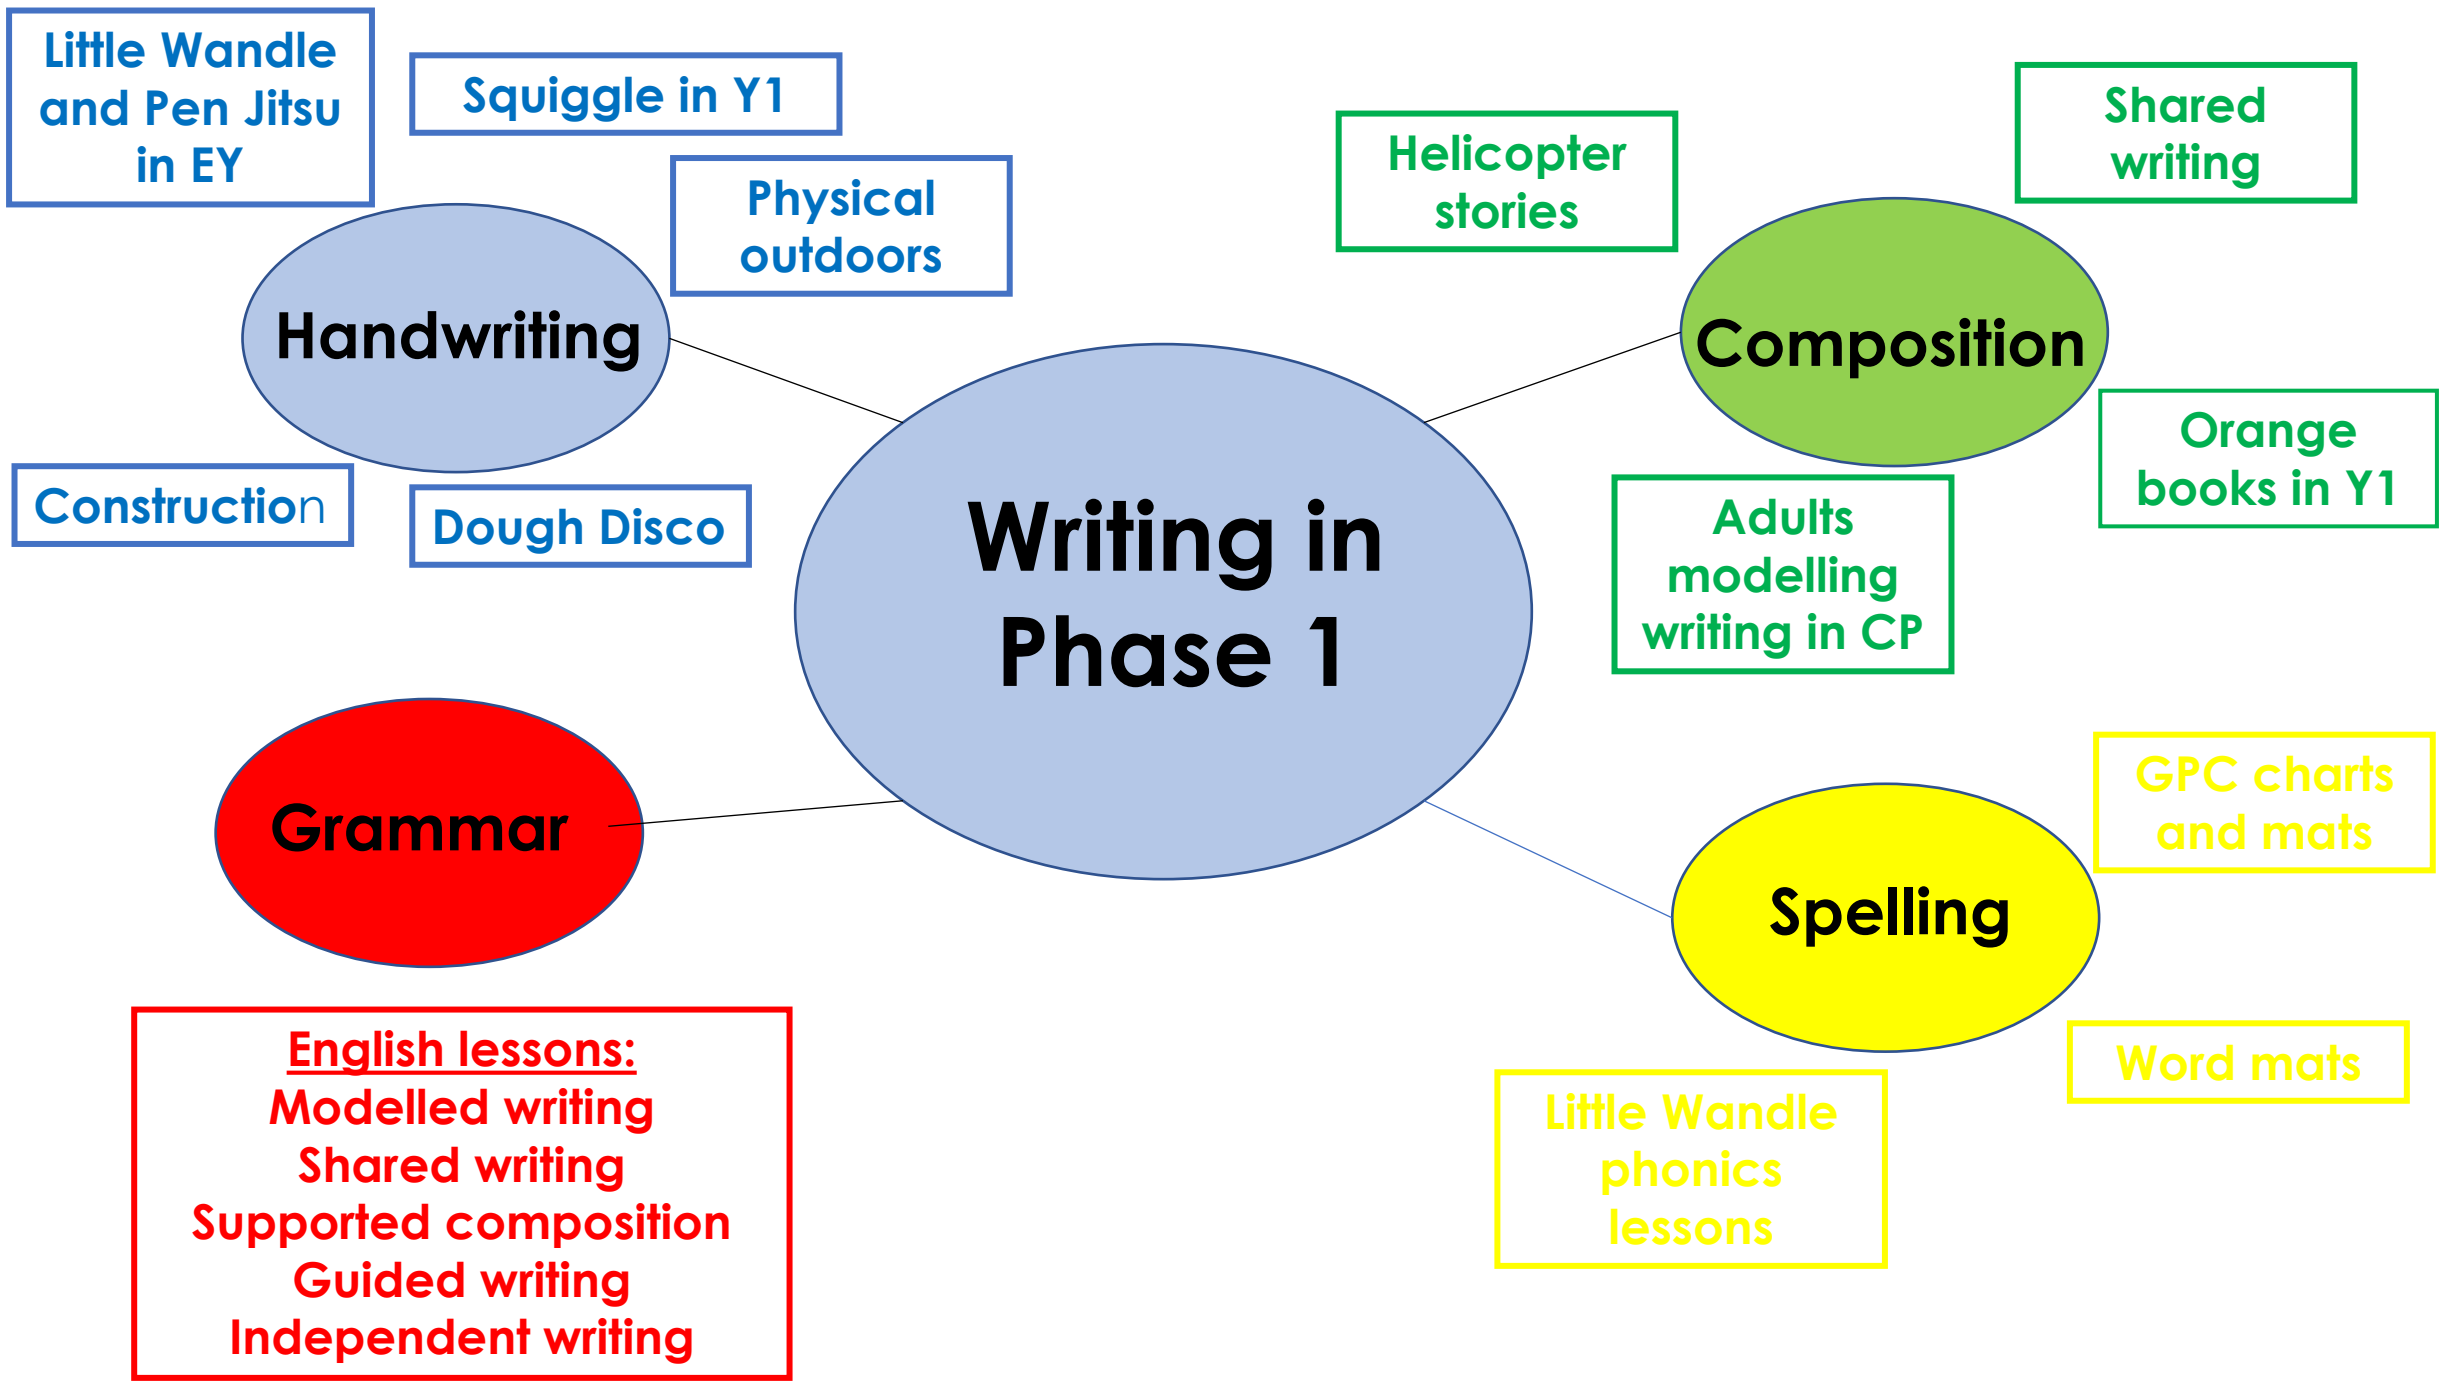 Little Wandle
and Pen Jitsu
in EY
Squiggle in Y1
Physical
outdoors
Handwriting
Construction
Dough Disco
Helicopter
stories
Shared
writing
Composition
Orange
books in Y1
Adults
modelling
writing in CP
Writing in
Phase 1
Grammar
English lessons:
Modelled writing
Shared writing
Supported composition
Guided writing
Independent writing
GPC charts
and mats
Spelling
Word mats
Little Wandle
phonics
lessons